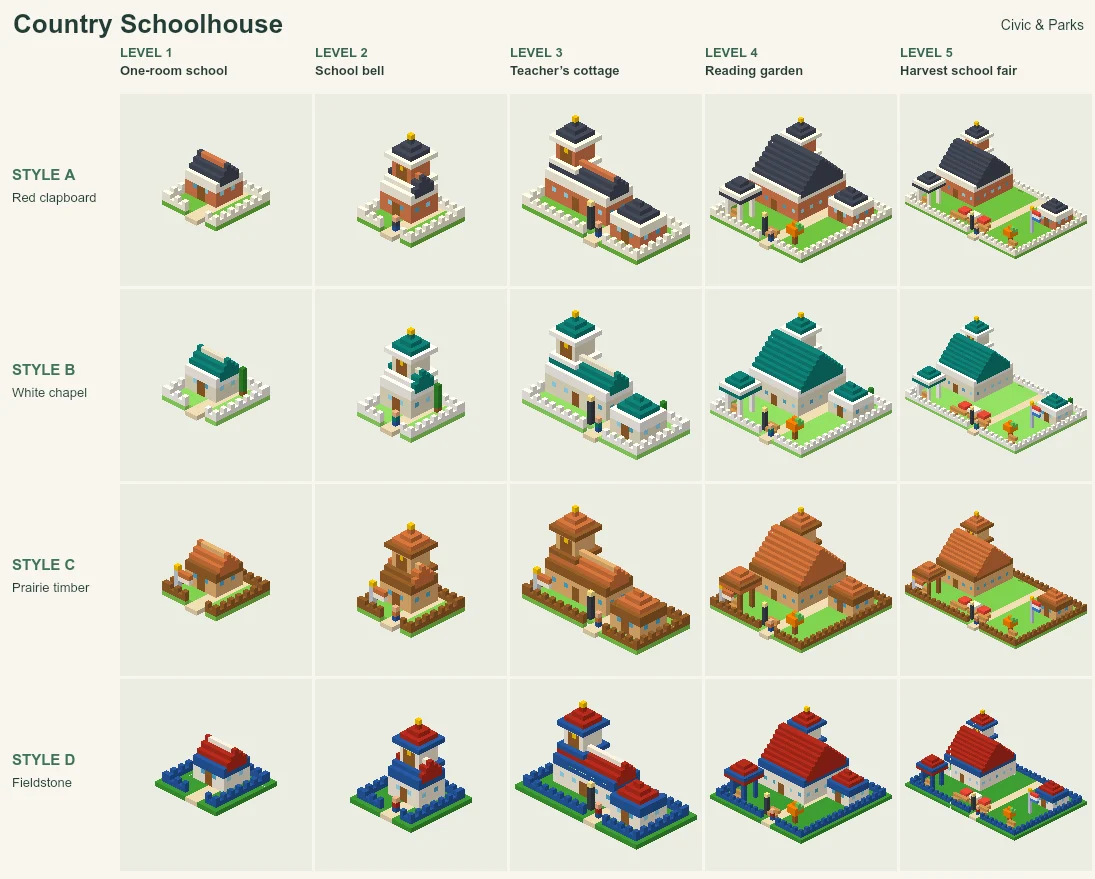 Country Schoolhouse
Civic & Parks
LEVEL 1
One-room school
LEVEL 2
School bell
LEVEL 3
Teacher’s cottage
LEVEL 4
Reading garden
LEVEL 5
Harvest school fair
STYLE A
Red clapboard
STYLE B
White chapel
STYLE C
Prairie timber
STYLE D
Fieldstone